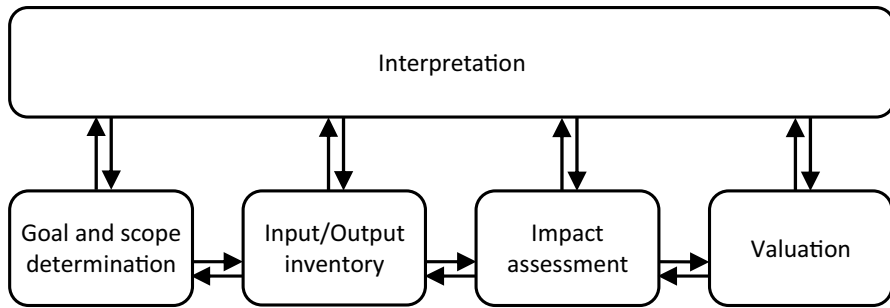 Interpretation
Goal and scope
determination
Input/Output
inventory
Impact
assessment
Valuation